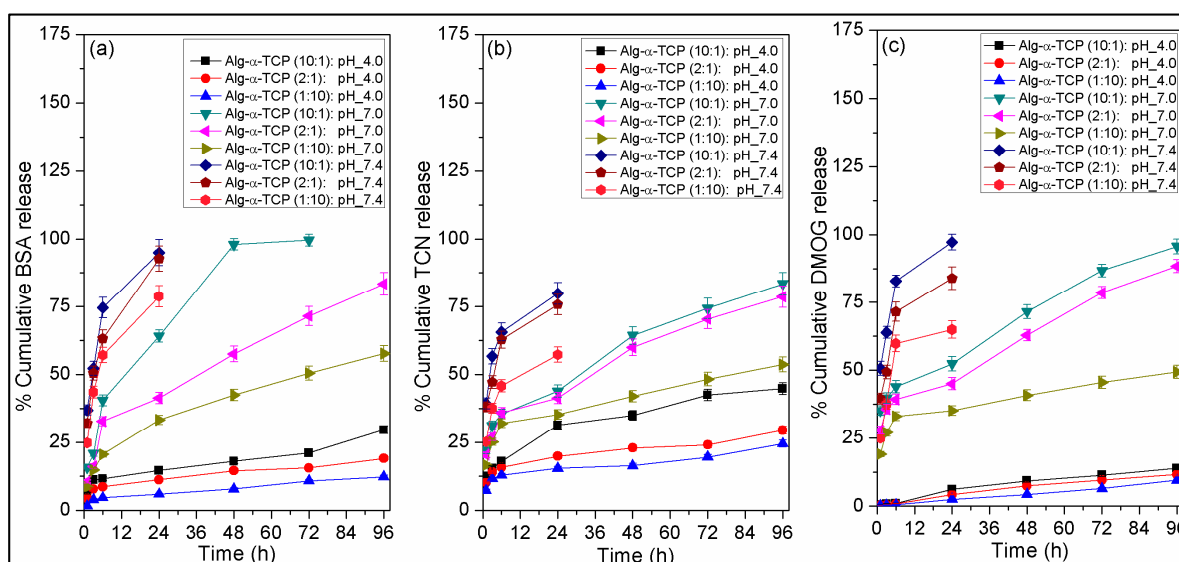 (a)
Alg-α-TCP (10:1): pH_4.0
Alg-α-TCP (2:1): pH_4.0
Alg-α-TCP (1:10): pH_4.0
Alg-α-TCP (10:1): pH_7.0
Alg-α-TCP (2:1): pH_7.0
Alg-α-TCP (1:10): pH_7.0
Alg-α-TCP (10:1): pH_7.4
Alg-α-TCP (2:1): pH_7.4
Alg-α-TCP (1:10): pH_7.4
% Cumulative BSA release
175
150
125
100
75
50
25
0
0 12 24 36 48 60 72 84 96
Time (h)
(b)
Alg-α-TCP (10:1): pH_4.0
Alg-α-TCP (2:1): pH_4.0
Alg-α-TCP (1:10): pH_4.0
Alg-α-TCP (10:1): pH_7.0
Alg-α-TCP (2:1): pH_7.0
Alg-α-TCP (1:10): pH_7.0
Alg-α-TCP (10:1): pH_7.4
Alg-α-TCP (2:1): pH_7.4
Alg-α-TCP (1:10): pH_7.4
% Cumulative TCN release
175
150
125
100
75
50
25
0
0 12 24 36 48 60 72 84 96
Time (h)
(c)
Alg-α-TCP (10:1): pH_4.0
Alg-α-TCP (2:1): pH_4.0
Alg-α-TCP (1:10): pH_4.0
Alg-α-TCP (10:1): pH_7.0
Alg-α-TCP (2:1): pH_7.0
Alg-α-TCP (1:10): pH_7.0
Alg-α-TCP (10:1): pH_7.4
Alg-α-TCP (2:1): pH_7.4
Alg-α-TCP (1:10): pH_7.4
% Cumulative DMOG release
175
150
125
100
75
50
25
0
0 12 24 36 48 60 72 84 96
Time (h)